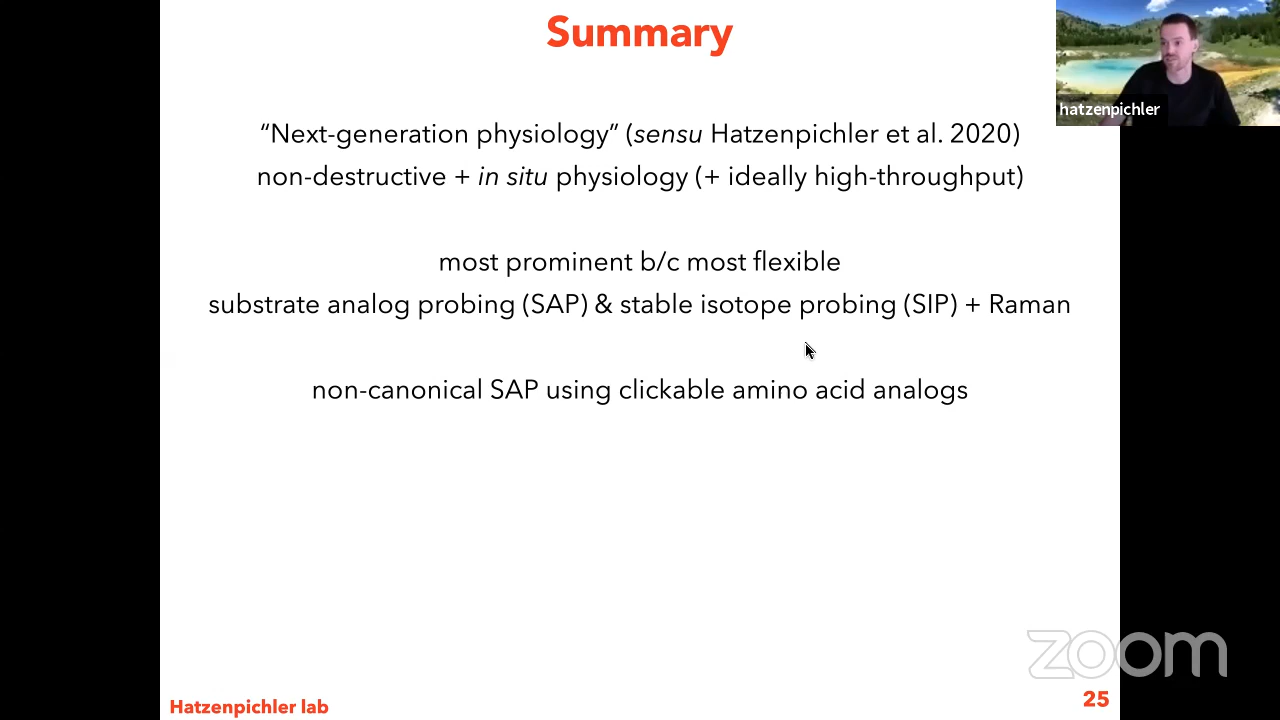 Summary
hatzenpichler
“Next-generation physiology” (sensu Hatzenpichler et al. 2020)
non-destructive + in situ physiology (+ ideally high-throughput)
most prominent b/c most flexible
substrate analog probing (SAP) & stable isotope probing (SIP) + Raman
non-canonical SAP using clickable amino acid analogs
zoom
Hatzenpichler lab
25